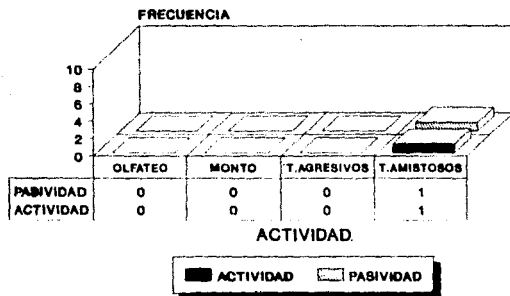 FRECUENCIA
10
8
6
4
2
0
OLFATEO MONTO T.AGRESIVOS T.AMISTOSOS
PASIVIDAD 0 0 0 1
ACTIVIDAD 0 0 0 1
ACTIVIDAD.
ACTIVIDAD PASIVIDAD